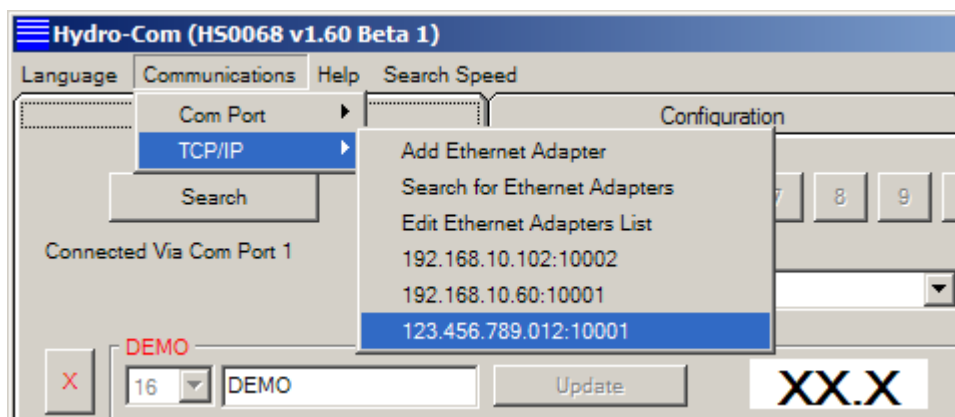 Hydro-Com (HS0068 v1.60 Beta 1)
Language Communications Help Search Speed
Com Port
Configuration
TCP/IP
Add Ethernet Adapter
Search
Search for Ethernet Adapters
7 8 9
Edit Ethernet Adapters List
Connected Via Com Port 1
192.168.10.102:10002
192.168.10.60:10001
123.456.789.012:10001
DEMO
X 16 DEMO Update XX.X